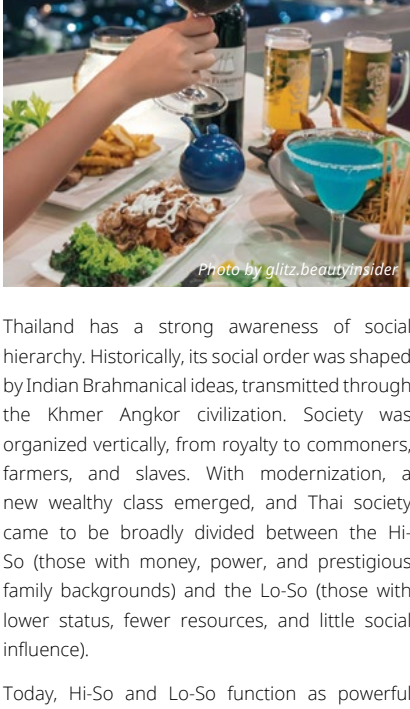 Photo by glitz.beautyinsider
Thailand has a strong awareness of social
hierarchy. Historically, its social order was shaped
by Indian Brahmanical ideas, transmitted through
the Khmer Angkor civilization. Society was
organized vertically, from royalty to commoners,
farmers, and slaves. With modernization, a
new wealthy class emerged, and Thai society
came to be broadly divided between the Hi-
So (those with money, power, and prestigious
family backgrounds) and the Lo-So (those with
lower status, fewer resources, and little social
influence).
Today, Hi-So and Lo-So function as powerful